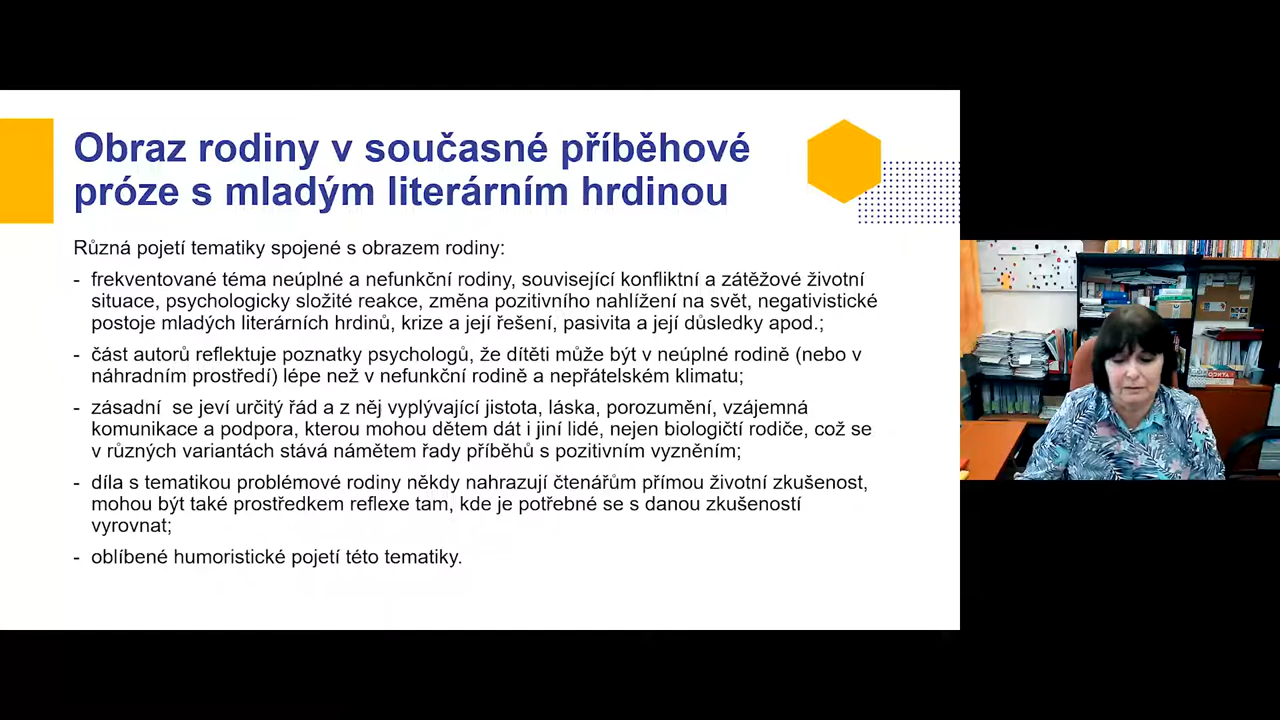 Obraz rodiny v současné příběhové
próze s mladým literárním hrdinou
Různá pojetí tematiky spojené s obrazem rodiny:
- frekventované téma neúplné a nefunkční rodiny, související konfliktní a zátěžové životní
situace, psychologicky složité reakce, změna pozitivního nahlížení na svět, negativistické
postoje mladých literárních hrdinů, krize a její řešení, pasivita a její důsledky apod.;
- část autorů reflektuje poznatky psychologů, že dítěti může být v neúplné rodině (nebo v
náhradním prostředí) lépe než v nefunkční rodině a nepřátelském klimatu;
- zásadní  se jeví určitý řád a z něj vyplývající jistota, láska, porozumění, vzájemná
komunikace a podpora, kterou mohou dětem dát i jiní lidé, nejen biologičtí rodiče, což se
v různých variantách stává námětem řady příběhů s pozitivním vyzněním;
- díla s tematikou problémové rodiny někdy nahrazují čtenářům přímou životní zkušenost,
mohou být také prostředkem reflexe tam, kde je potřebné se s danou zkušeností
vyrovnat;
- oblíbené humoristické pojetí této tematiky.